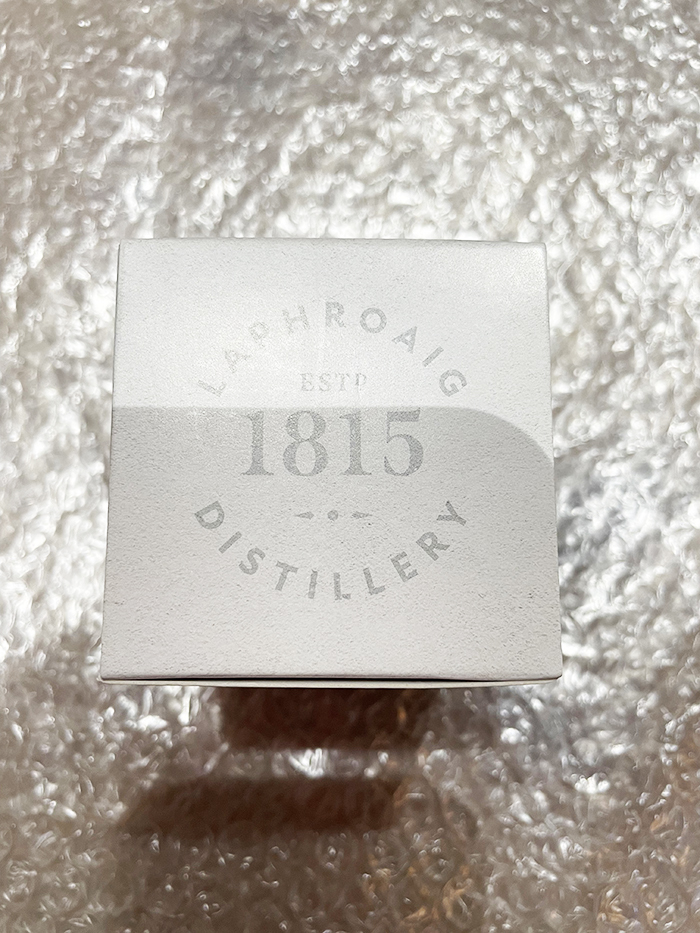 LAPHROAIG
ESTD
1815
DISTILLERY